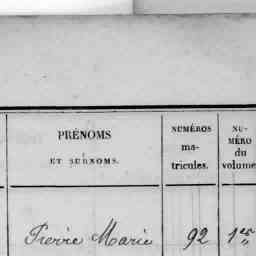 PRÉNOMS
ET SURNOMS.
NUMÉROS
ma-
tricules.
NU-
MÉRO
du
volume
Pierre Marie 92 1er